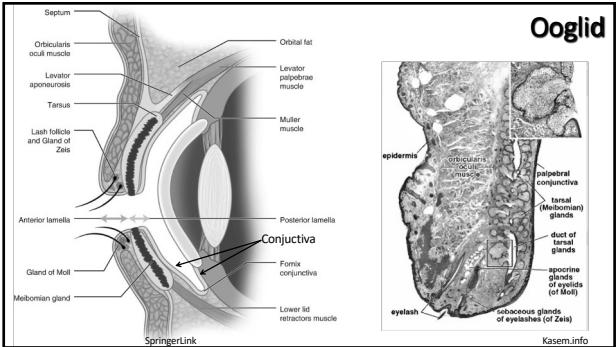 Ooglid
Septum
Orbicularis
oculi muscle
Levator
aponeurosis
Tarsus
Lash follicle
and Gland of
Zeis
Anterior lamella
Gland of Moll
Meibomian gland
Orbital fat
Levator
palpebrae
muscle
Muller
muscle
Posterior lamella
Conjuctiva
Fornix
conjunctiva
Lower lid
retractors muscle
SpringerLink
epidermis
orbicularis
oculi
muscle
palpebral
conjunctiva
tarsal
(Meibomian)
glands
duct of
tarsal
glands
apocrine
glands
of eyelids (of
Moll)
eyelash
sebaceous glands
of eyelashes (of Zeis)
Kasem.info